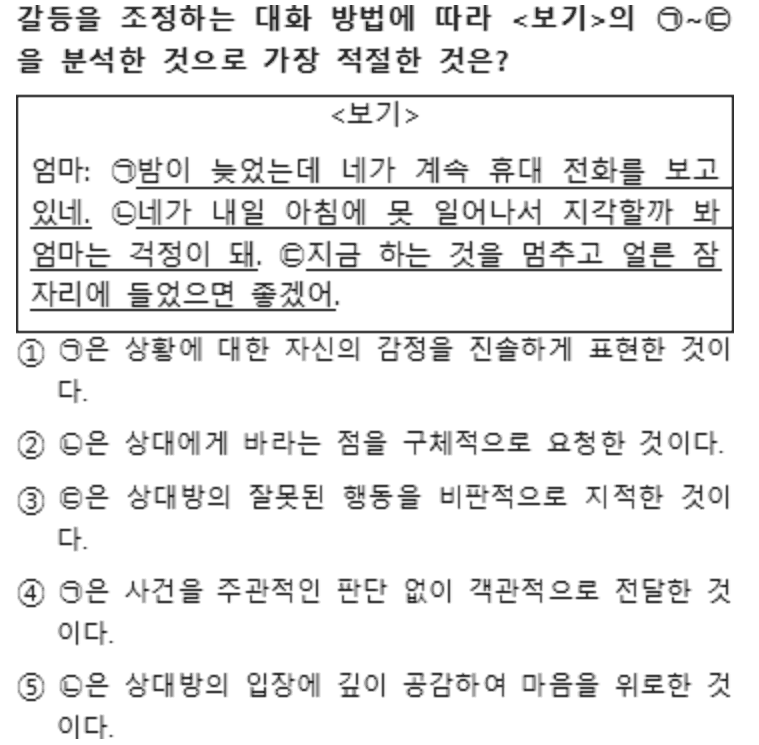 갈등을 조정하는 대화 방법에 따라 <보기>의 ㉠~㉢
을 분석한 것으로 가장 적절한 것은?
<보기>
엄마: ㉠밤이 늦었는데 네가 계속 휴대 전화를 보고
있네. ㉡네가 내일 아침에 못 일어나서 지각할까 봐
엄마는 걱정이 돼. ㉢지금 하는 것을 멈추고 얼른 잠
자리에 들었으면 좋겠어.
① ㉠은 상황에 대한 자신의 감정을 진솔하게 표현한 것이
다.
② ㉡은 상대에게 바라는 점을 구체적으로 요청한 것이다.
③ ㉢은 상대방의 잘못된 행동을 비판적으로 지적한 것이
다.
④ ㉠은 사건을 주관적인 판단 없이 객관적으로 전달한 것
이다.
⑤ ㉡은 상대방의 입장에 깊이 공감하여 마음을 위로한 것
이다.